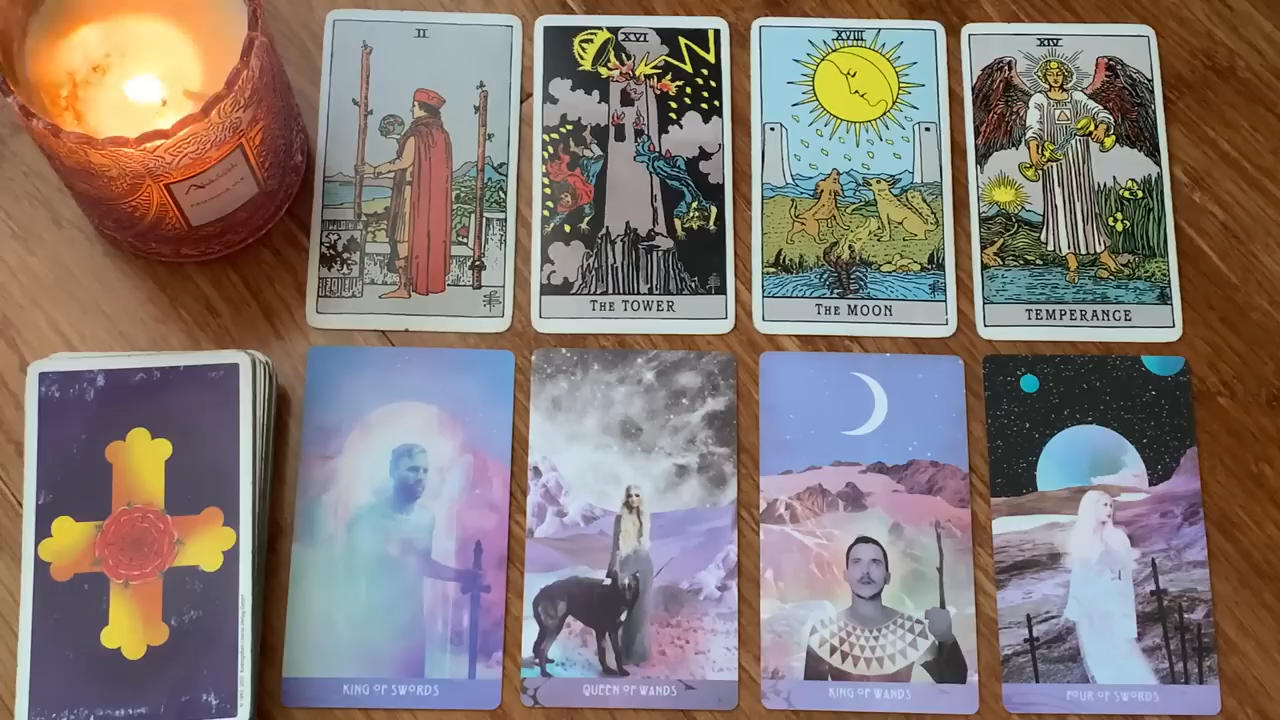 II
XVI
XVIII
XIV
THE TOWER
THE MOON
TEMPERANCE
KING OF SWORDS
QUEEN OF WANDS
KING OF WANDS
FOUR OF SWORDS